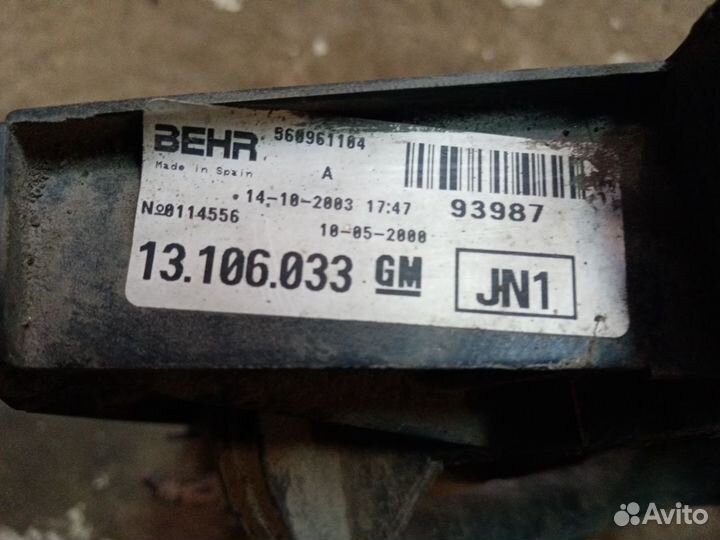 BEHR 960961104
Made in Spain A
14-10-2003 17:47 93987
№0114556 10-05-2000
13.106.033 GM JN1
Avito